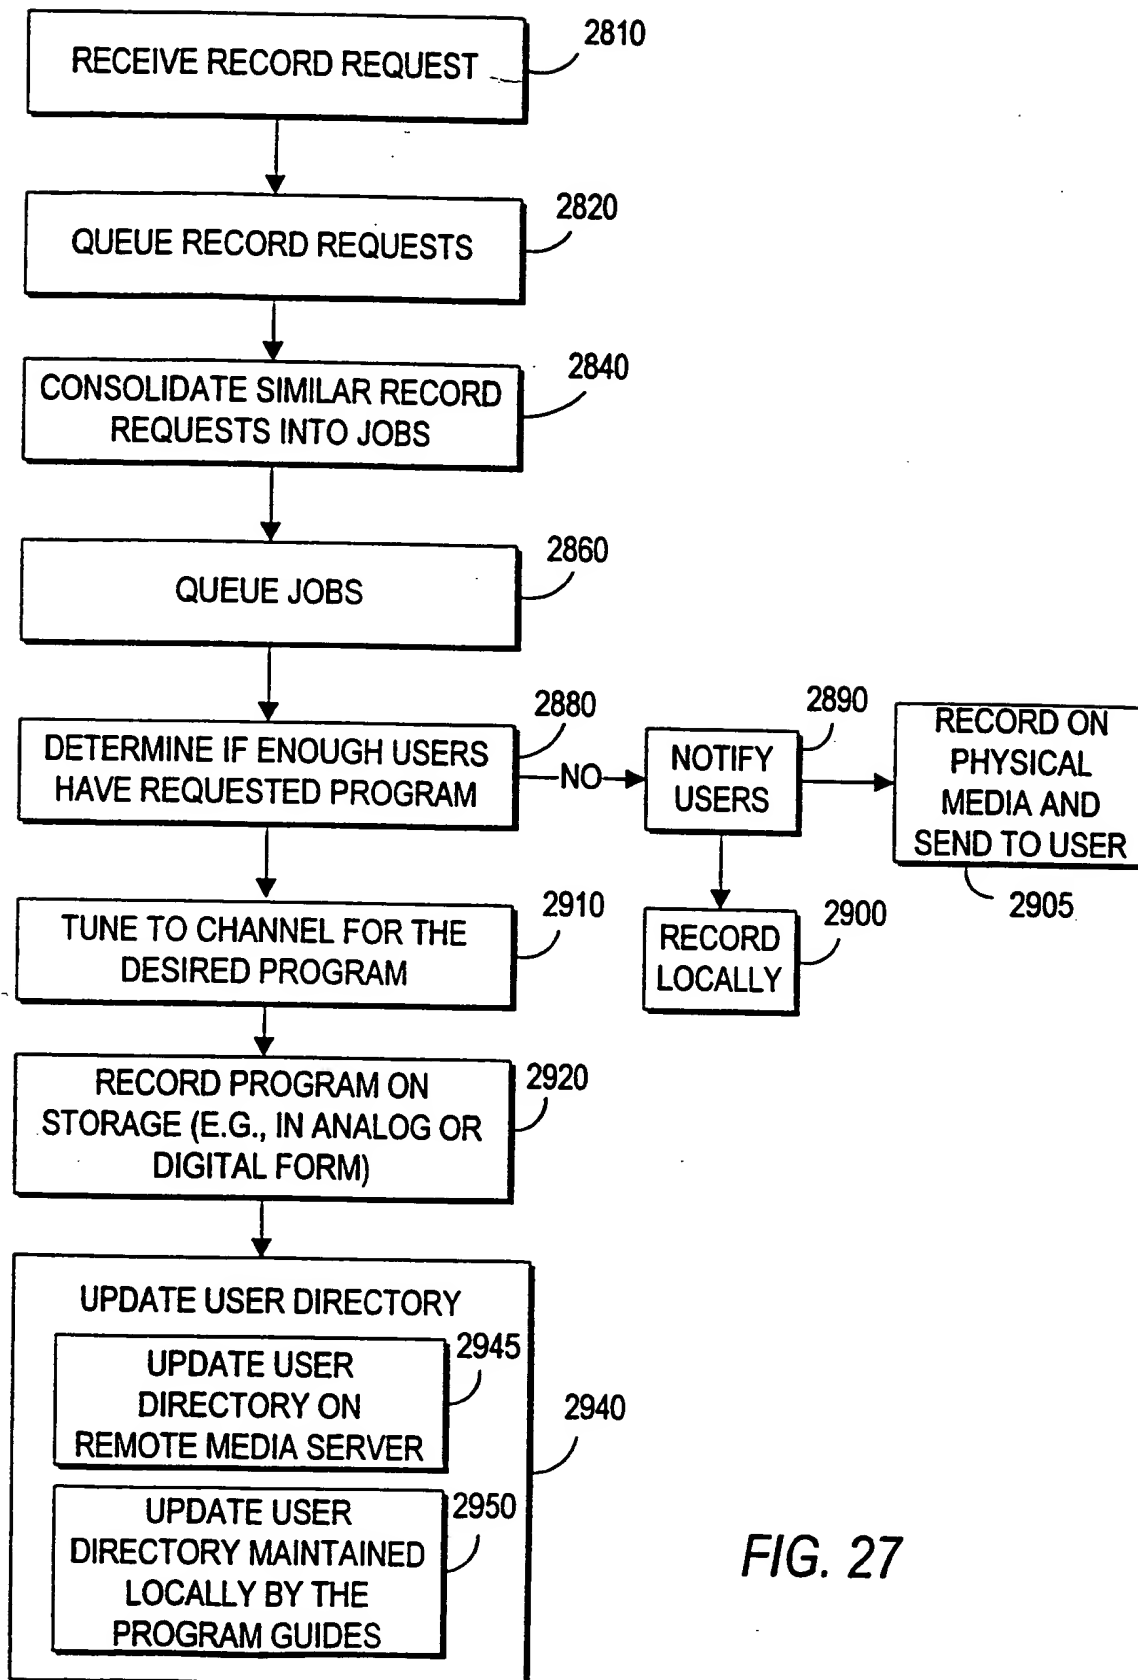 RECEIVE RECORD REQUEST
2810
QUEUE RECORD REQUESTS
2820
CONSOLIDATE SIMILAR RECORD
REQUESTS INTO JOBS
2840
QUEUE JOBS
2860
DETERMINE IF ENOUGH USERS
HAVE REQUESTED PROGRAM
2880
NO
NOTIFY
USERS
2890
RECORD ON
PHYSICAL
MEDIA AND
SEND TO USER
2905
RECORD
LOCALLY
2900
TUNE TO CHANNEL FOR THE
DESIRED PROGRAM
2910
RECORD PROGRAM ON
STORAGE (E.G., IN ANALOG OR
DIGITAL FORM)
2920
UPDATE USER DIRECTORY
2940
UPDATE USER
DIRECTORY ON
REMOTE MEDIA SERVER
2945
UPDATE USER
DIRECTORY MAINTAINED
LOCALLY BY THE
PROGRAM GUIDES
2950
FIG. 27